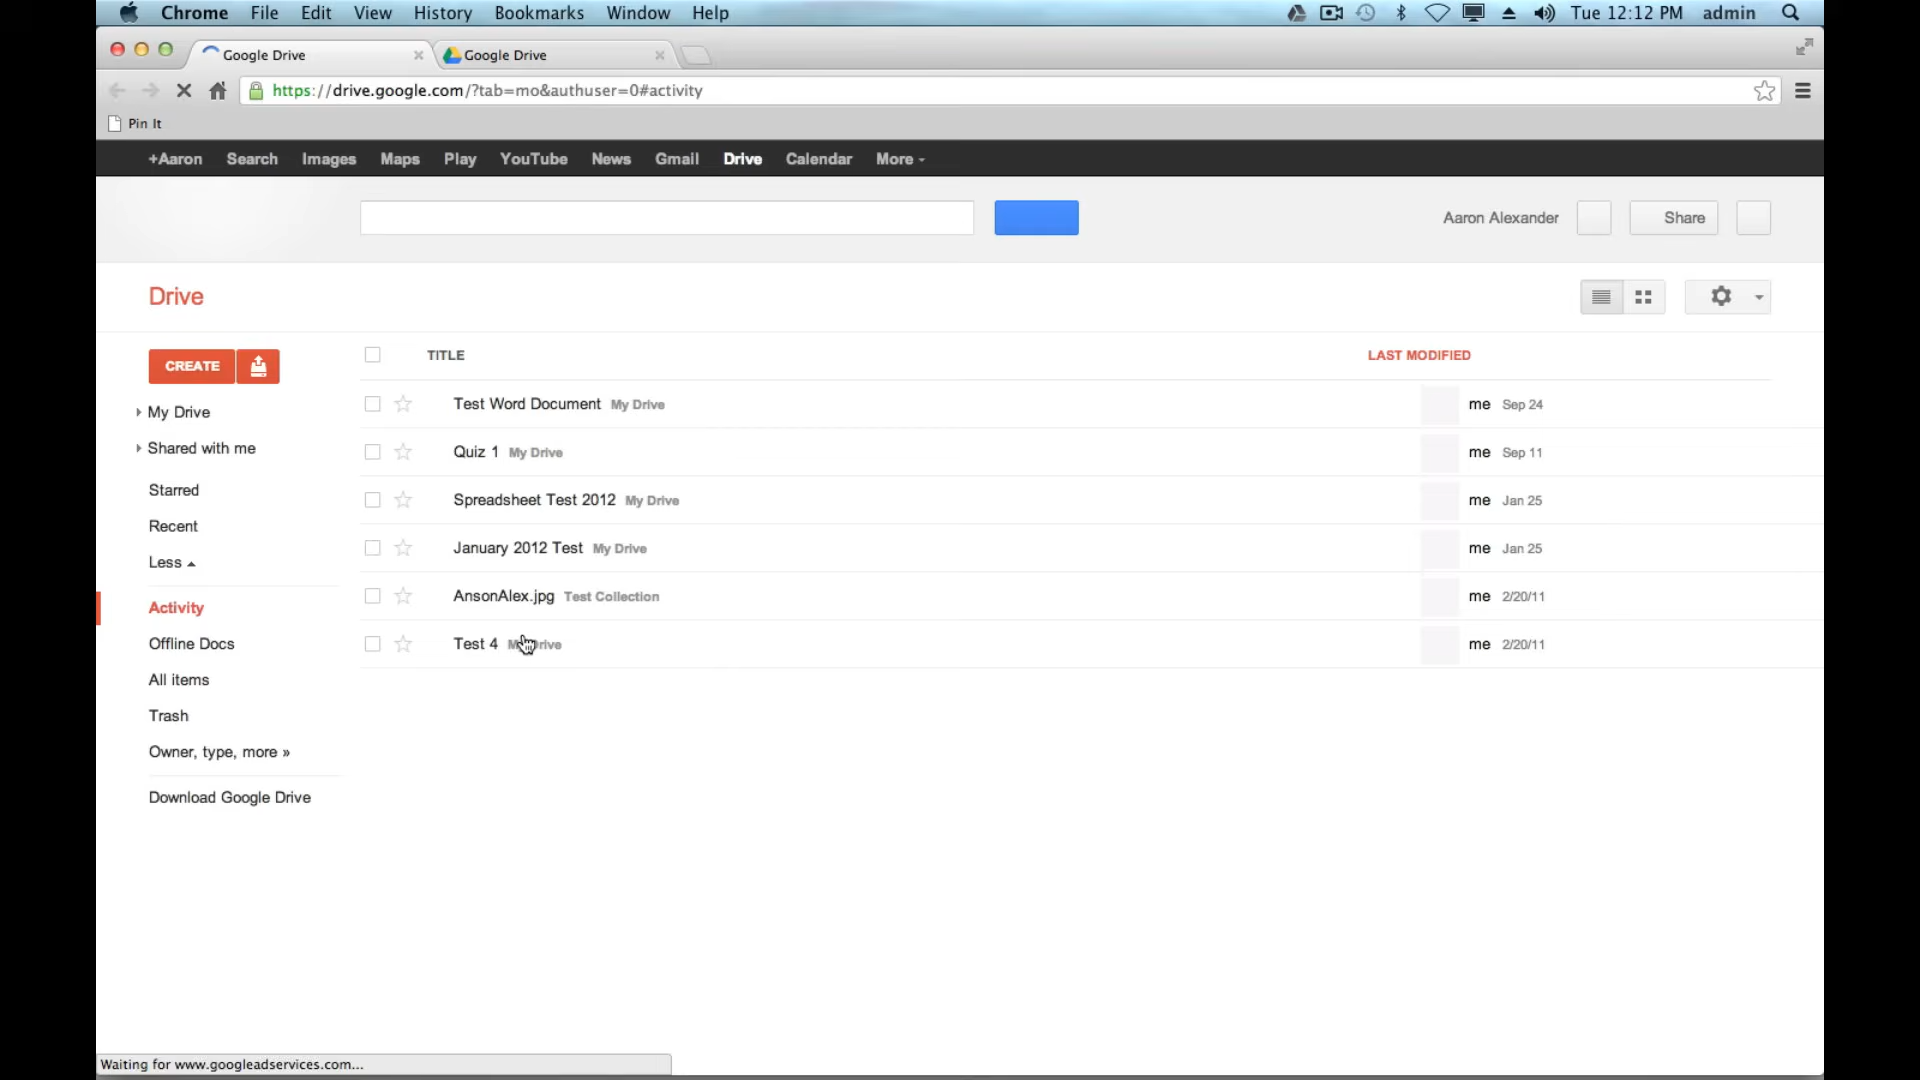 Chrome File Edit View History Bookmarks Window Help Tue 12:12 PM admin
Google Drive Google Drive
https://drive.google.com/?tab=mo&authuser=0#activity
Pin It
+Aaron Search Images Maps Play YouTube News Gmail Drive Calendar More
Aaron Alexander Share
Drive
CREATE
My Drive
Shared with me
Starred
Recent
Less
Activity
Offline Docs
All items
Trash
Owner, type, more »
Download Google Drive
TITLE LAST MODIFIED
Test Word Document My Drive me Sep 24
Quiz 1 My Drive me Sep 11
Spreadsheet Test 2012 My Drive me Jan 25
January 2012 Test My Drive me Jan 25
AnsonAlex.jpg Test Collection me 2/20/11
Test 4 My Drive me 2/20/11
Waiting for www.googleadservices.com...